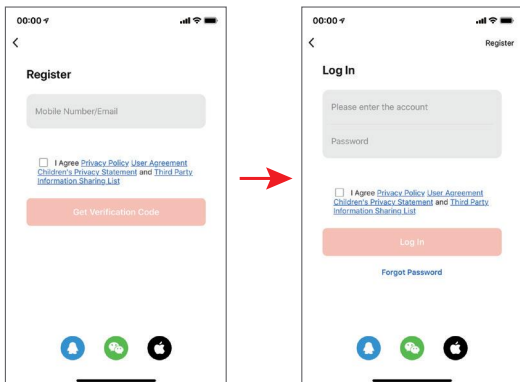 00:00
Register
Mobile Number/Email
I Agree Privacy Policy User Agreement
Children's Privacy Statement and Third Party
Information Sharing List
Get Verification Code
00:00
Register
Log In
Please enter the account
Password
I Agree Privacy Policy User Agreement
Children's Privacy Statement and Third Party
Information Sharing List
Log In
Forgot Password